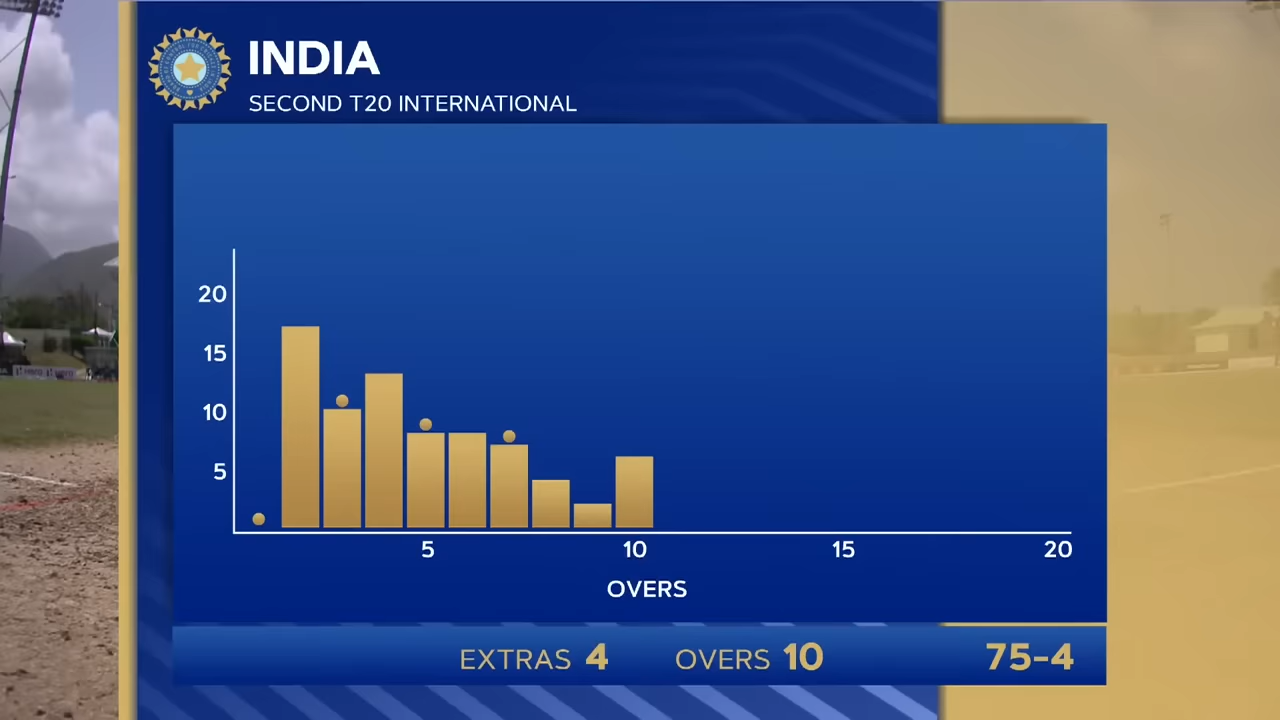 INDIA
SECOND T20 INTERNATIONAL
20
15
10
5
5 10 15 20
OVERS
EXTRAS 4 OVERS 10 75-4